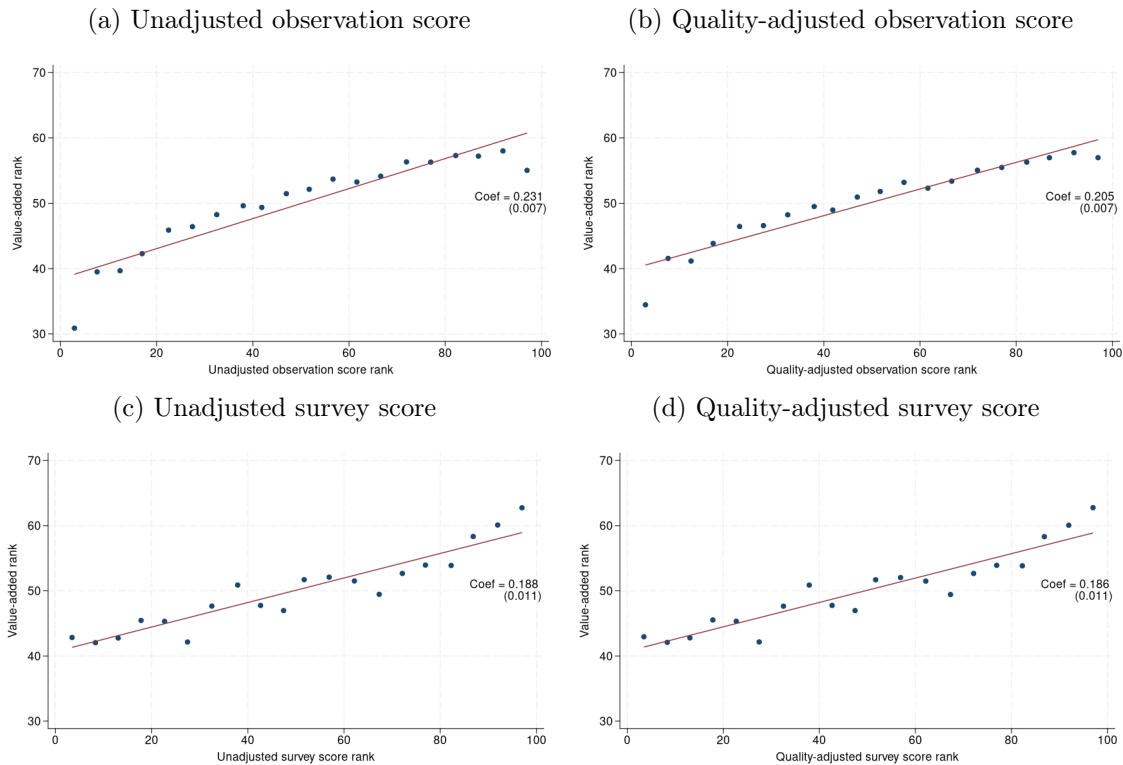 (a) Unadjusted observation score
70
60
50
40
30
Value-added rank
Coef = 0.231
(0.007)
0 20 40 60 80 100
Unadjusted observation score rank
(b) Quality-adjusted observation score
70
60
50
40
30
Value-added rank
Coef = 0.205
(0.007)
0 20 40 60 80 100
Quality-adjusted observation score rank
(c) Unadjusted survey score
70
60
50
40
30
Value-added rank
Coef = 0.188
(0.011)
0 20 40 60 80 100
Unadjusted survey score rank
(d) Quality-adjusted survey score
70
60
50
40
30
Value-added rank
Coef = 0.186
(0.011)
0 20 40 60 80 100
Quality-adjusted survey score rank